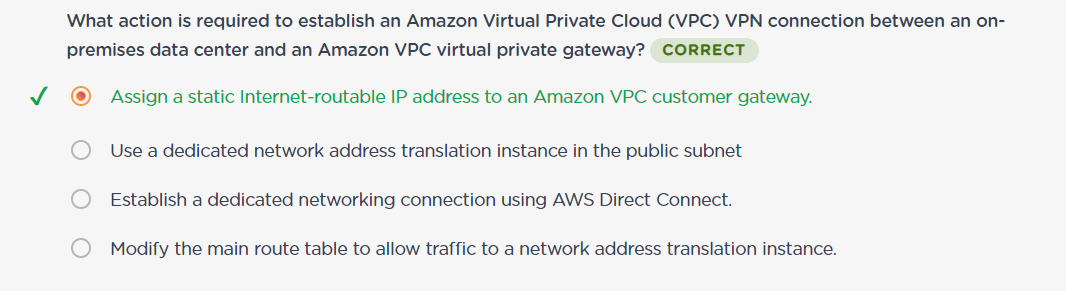 What action is required to establish an Amazon Virtual Private Cloud (VPC) VPN connection between an on-
premises data center and an Amazon VPC virtual private gateway? CORRECT
Assign a static Internet-routable IP address to an Amazon VPC customer gateway.
Use a dedicated network address translation instance in the public subnet
Establish a dedicated networking connection using AWS Direct Connect.
Modify the main route table to allow traffic to a network address translation instance.